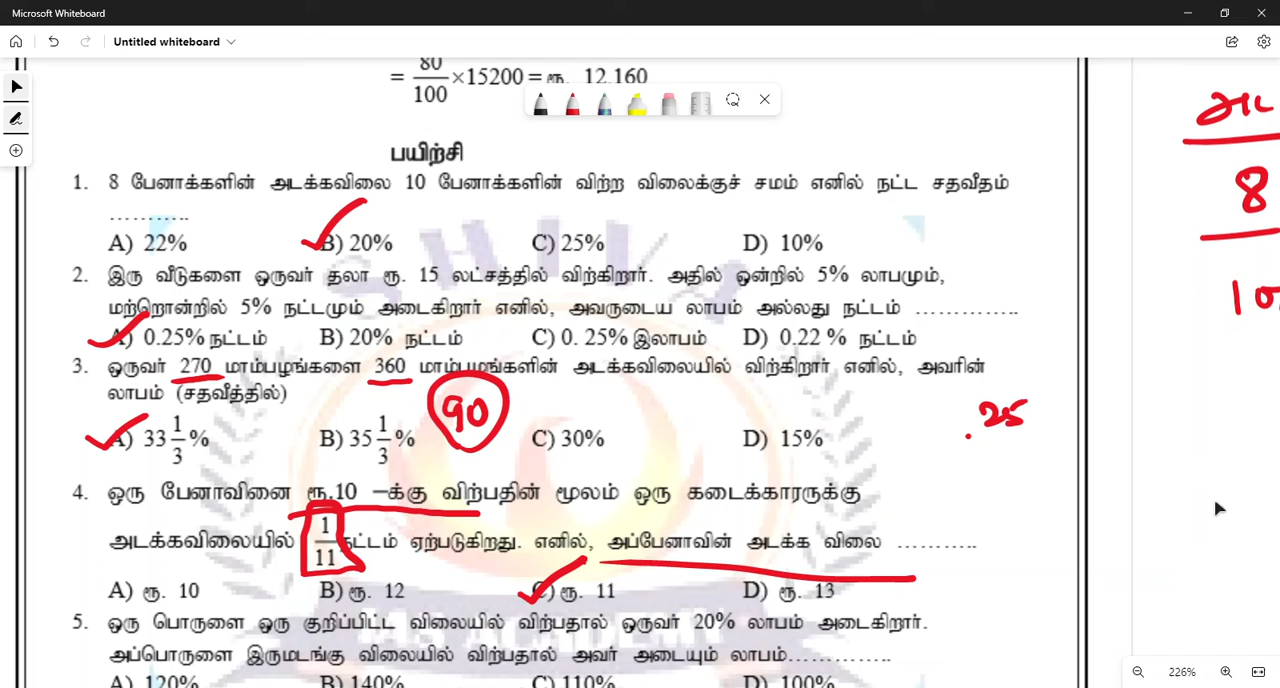 Microsoft Whiteboard
Untitled whiteboard
= 80/100 ×15200 = ரூ. 12,160
பயிற்சி
1. 8 பேனாக்களின் அடக்கவிலை 10 பேனாக்களின் விற்ற விலைக்குச் சமம் எனில் நட்ட சதவீதம்
………..
A) 22% B) 20% C) 25% D) 10%
8
10
2. இரு வீடுகளை ஒருவர் தலா ரூ. 15 லட்சத்தில் விற்கிறார். அதில் ஒன்றில் 5% லாபமும்,
மற்றொன்றில் 5% நட்டமும் அடைகிறார் எனில், அவருடைய லாபம் அல்லது நட்டம் ………….
A) 0.25% நட்டம் B) 20% நட்டம் C) 0. 25% இலாபம் D) 0.22 % நட்டம்
3. ஒருவர் 270 மாம்பழங்களை 360 மாம்பழங்களின் அடக்கவிலையில் விற்கிறார் எனில், அவரின்
லாபம் (சதவீத்தில்)
90
.25
A) 33 1/3 % B) 35 1/3 % C) 30% D) 15%
4. ஒரு பேனாவினை ரூ.10 –க்கு விற்பதின் மூலம் ஒரு கடைக்காரருக்கு
அடக்கவிலையில் 1/11 நட்டம் ஏற்படுகிறது. எனில், அப்பேனாவின் அடக்க விலை ………..
A) ரூ. 10 B) ரூ. 12 C) ரூ. 11 D) ரூ. 13
5. ஒரு பொருளை ஒரு குறிப்பிட்ட விலையில் விற்பதால் ஒருவர் 20% லாபம் அடைகிறார்.
அப்பொருளை இருமடங்கு விலையில் விற்பதால் அவர் அடையும் லாபம்………….
A) 120% B) 140% C) 110% D) 100%
226%